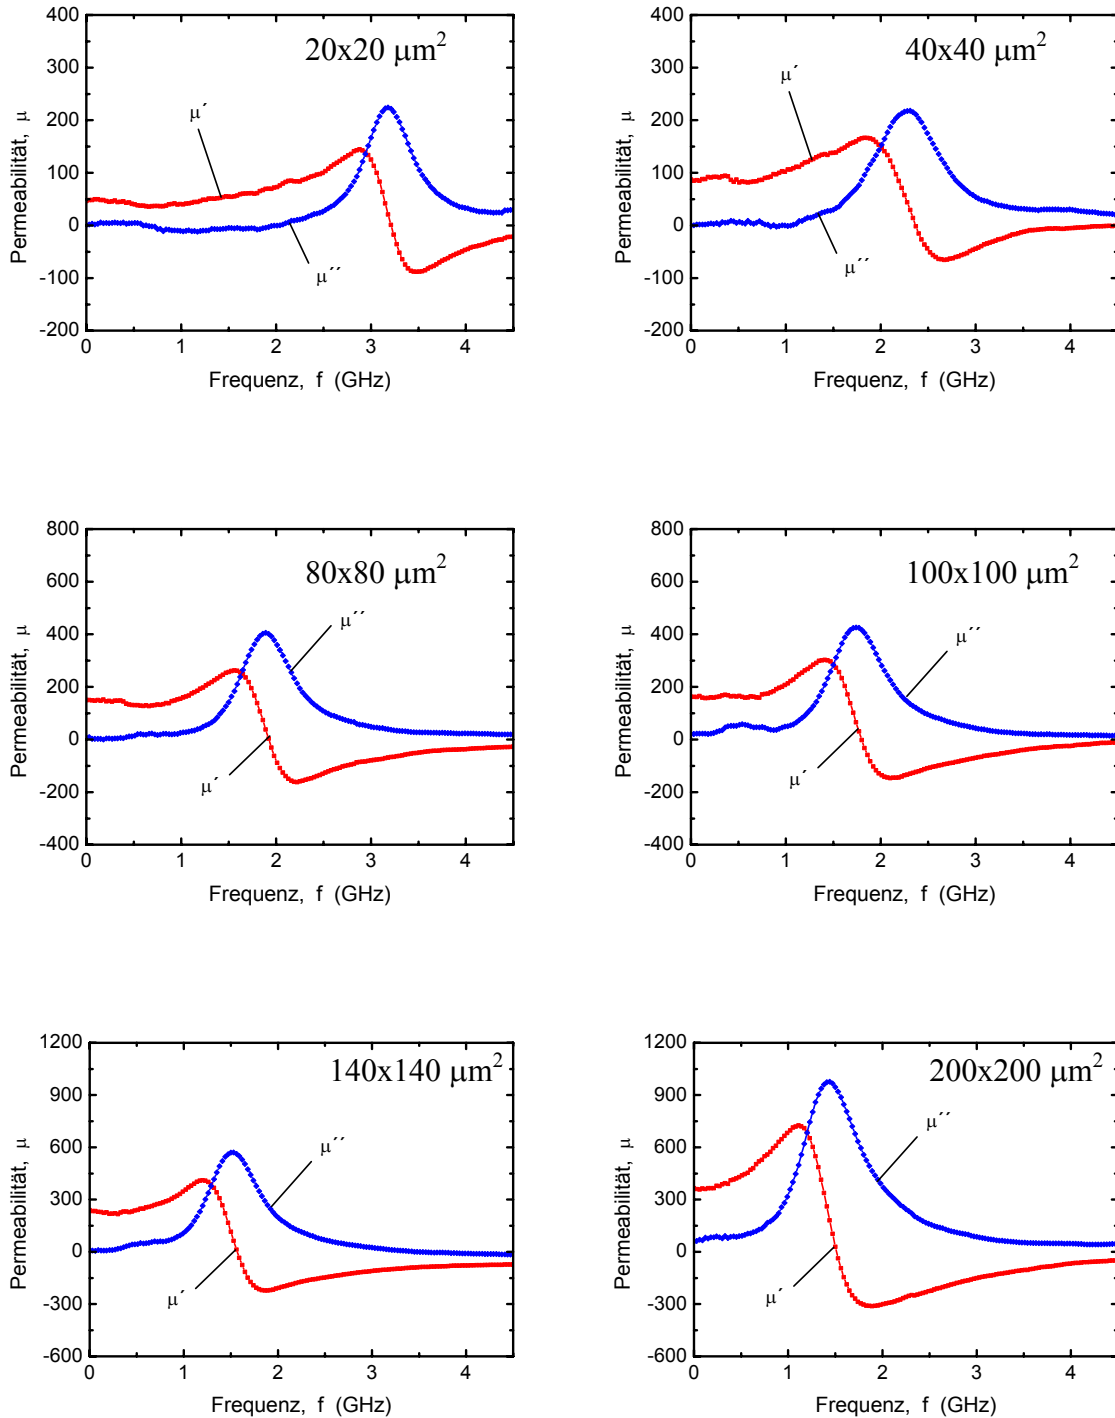 400
300
200
100
0
-100
-200
0 1 2 3 4
Permeabilität, μ
Frequenz, f (GHz)
20x20 μm²
μ´
μ´´
400
300
200
100
0
-100
-200
0 1 2 3 4
Permeabilität, μ
Frequenz, f (GHz)
40x40 μm²
μ´
μ´´
800
600
400
200
0
-200
-400
0 1 2 3 4
Permeabilität, μ
Frequenz, f (GHz)
80x80 μm²
μ´´
μ´
800
600
400
200
0
-200
-400
0 1 2 3 4
Permeabilität, μ
Frequenz, f (GHz)
100x100 μm²
μ´´
μ´
1200
900
600
300
0
-300
-600
0 1 2 3 4
Permeabilität, μ
Frequenz, f (GHz)
140x140 μm²
μ´´
μ´
1200
900
600
300
0
-300
-600
0 1 2 3 4
Permeabilität, μ
Frequenz, f (GHz)
200x200 μm²
μ´´
μ´